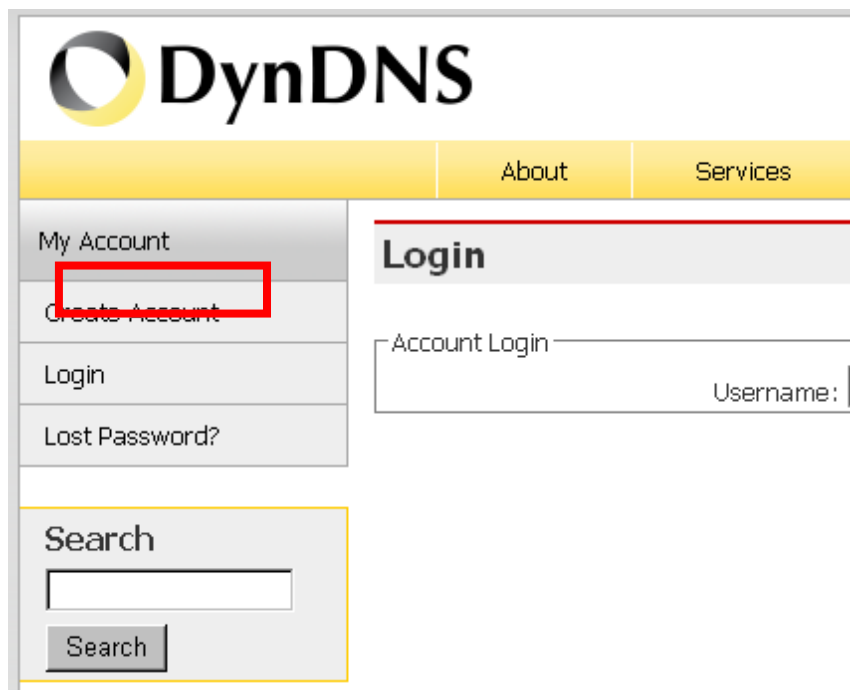 DynDNS
About Services
My Account
Login
Create Account
Account Login
Login
Username:
Lost Password?
Search
Search